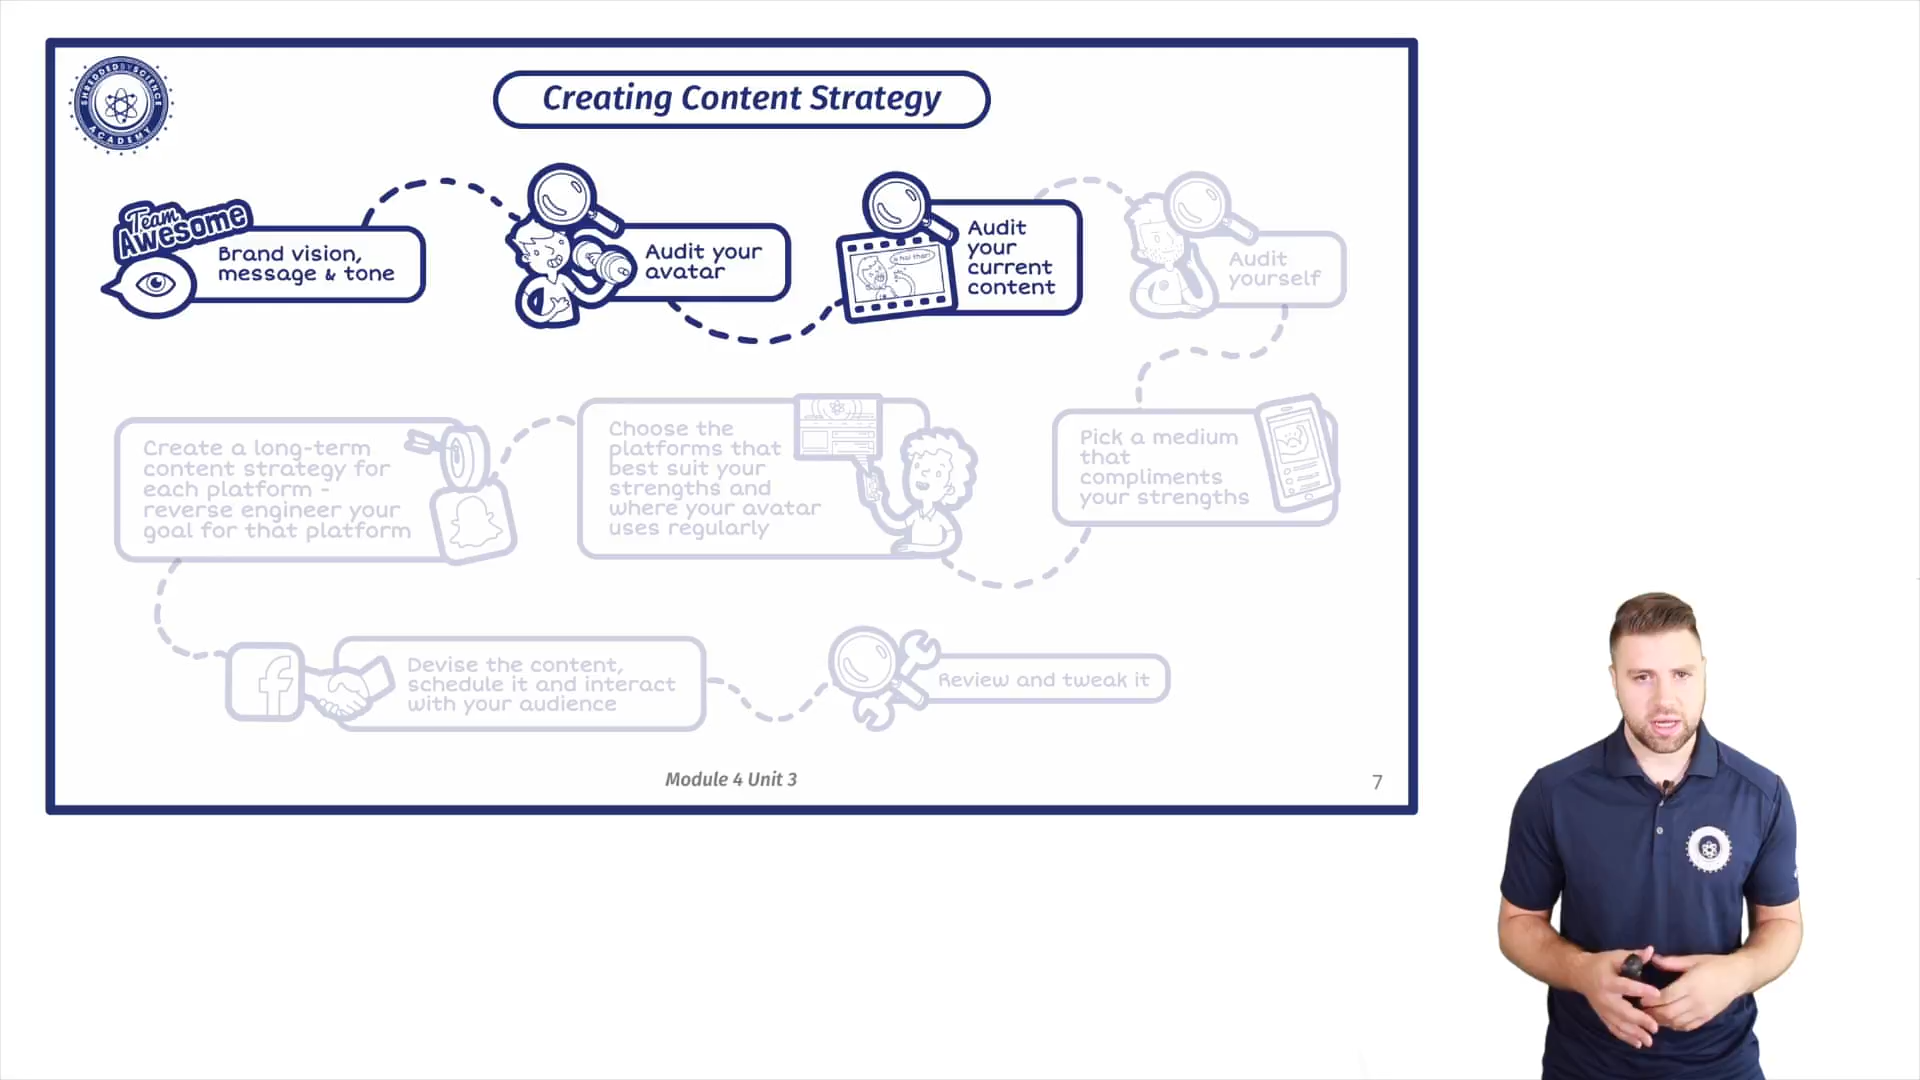 SHREDDEDBYSCIENCE
ACADEMY
Creating Content Strategy
Team
Awesome
Brand vision,
message & tone
Audit your
avatar
Audit
your
current
content
Audit
yourself
Create a long-term
content strategy for
each platform -
reverse engineer your
goal for that platform
Choose the
platforms that
best suit your
strengths and
where your avatar
uses regularly
Pick a medium
that
compliments
your strengths
Devise the content,
schedule it and interact
with your audience
Review and tweak it
Module 4 Unit 3
7